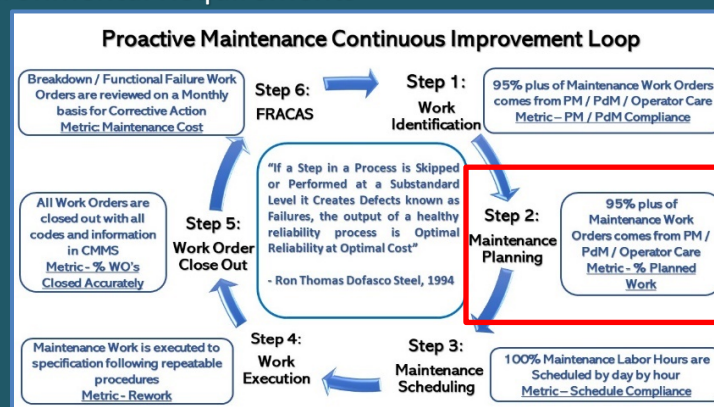 Proactive Maintenance Continuous Improvement Loop
Breakdown / Functional Failure Work
Orders are reviewed on a Monthly
basis for Corrective Action
Metric: Maintenance Cost
Step 6:
FRACAS
Step 1:
Work
Identification
95% plus of Maintenance Work Orders
comes from PM / PdM / Operator Care
Metric – PM / PdM Compliance
"If a Step in a Process is Skipped
or Performed at a Substandard
Level it Creates Defects known as
Failures, the output of a healthy
reliability process is Optimal
Reliability at Optimal Cost"
- Ron Thomas Dofasco Steel, 1994
Step 2:
Maintenance
Planning
95% plus of
Maintenance Work
Orders comes from PM /
PdM / Operator Care
Metric - % Planned
Work
All Work Orders are
closed out with all
codes and information
in CMMS
Metric - % WO's
Closed Accurately
Step 5:
Work Order
Close Out
Maintenance Work is executed to
specification following repeatable
procedures
Metric - Rework
Step 4:
Work
Execution
Step 3:
Maintenance
Scheduling
100% Maintenance Labor Hours are
Scheduled by day by hour
Metric – Schedule Compliance